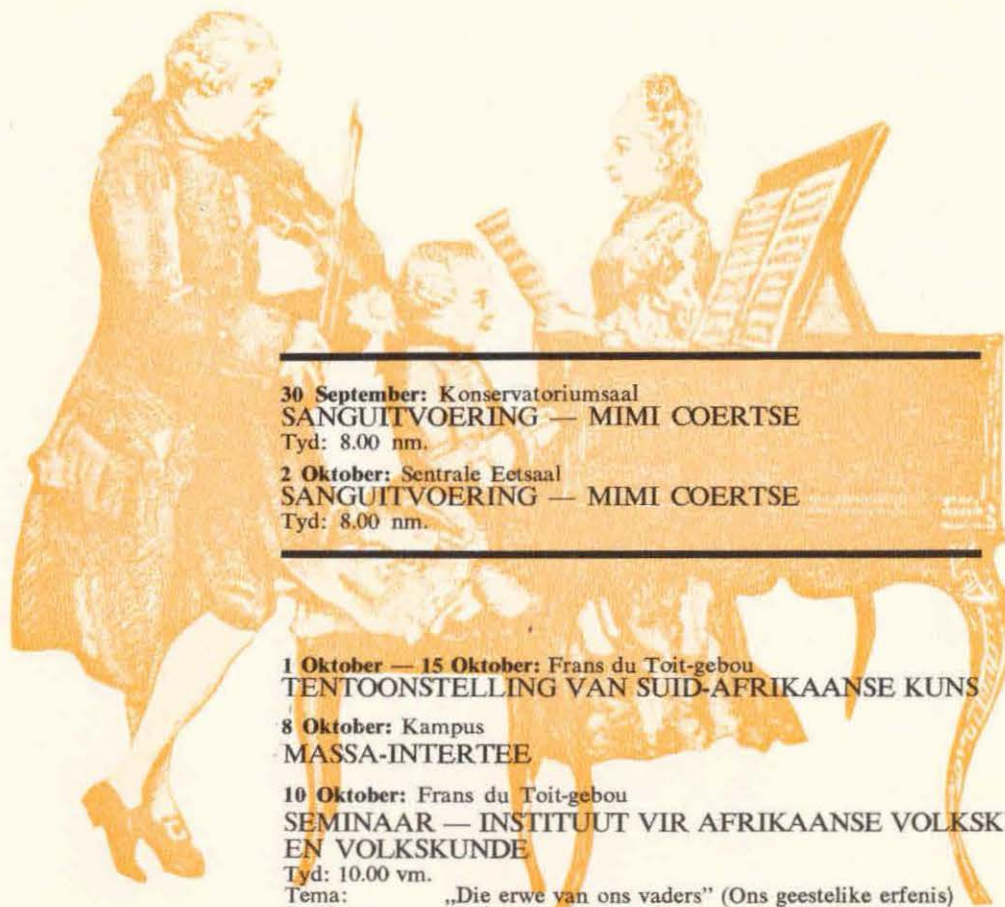 30 September: Konservatoriumsaal
SANGUITVOERING — MIMI COERTSE
Tyd: 8.00 nm.
2 Oktober: Sentrale Eetsaal
SANGUITVOERING — MIMI COERTSE
Tyd: 8.00 nm.
1 Oktober — 15 Oktober: Frans du Toit-gebou
TENTOONSTELLING VAN SUID-AFRIKAANSE KUNS
8 Oktober: Kampus
MASSA-INTERTEE
10 Oktober: Frans du Toit-gebou
SEMINAAR — INSTITUUT VIR AFRIKAANSE VOLKSK
EN VOLKSKUNDE
Tyd: 10.00 vm.
Tema: „Die erwe van ons vaders” (Ons geestelike erfenis)